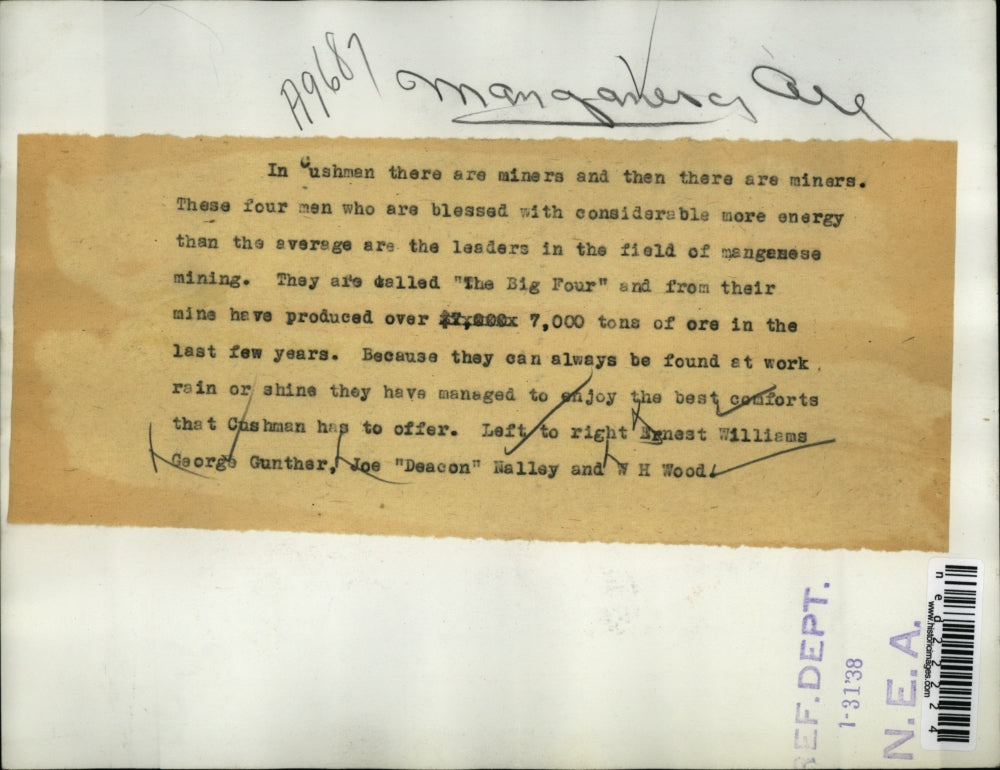 A9687
Manganese Ark
In Cushman there are miners and then there are miners.
These four men who are blessed with considerable more energy
than the average are the leaders in the field of manganese
mining. They are called "The Big Four" and from their
mine have produced over 7,000 tons of ore in the
last few years. Because they can always be found at work
rain or shine they have managed to enjoy the best comforts
that Cushman has to offer. Left to right Ernest Williams
George Gunther, Joe "Deacon" Nalley and W H Wood.
REF. DEPT.
1-31'38
N.E.A.
ned22224
www.historicimages.com